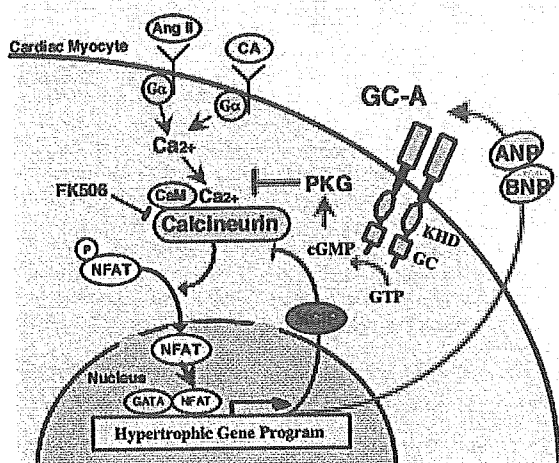 Cardiac Myocyte
Ang II
CA
Gα
Gα
GC-A
Ca2+
ANP
BNP
FK506
CaM
Ca2+
PKG
Calcineurin
KHD
P
NFAT
cGMP
GC
GTP
NFAT
Nucleus
GATA
NFAT
Hypertrophic Gene Program